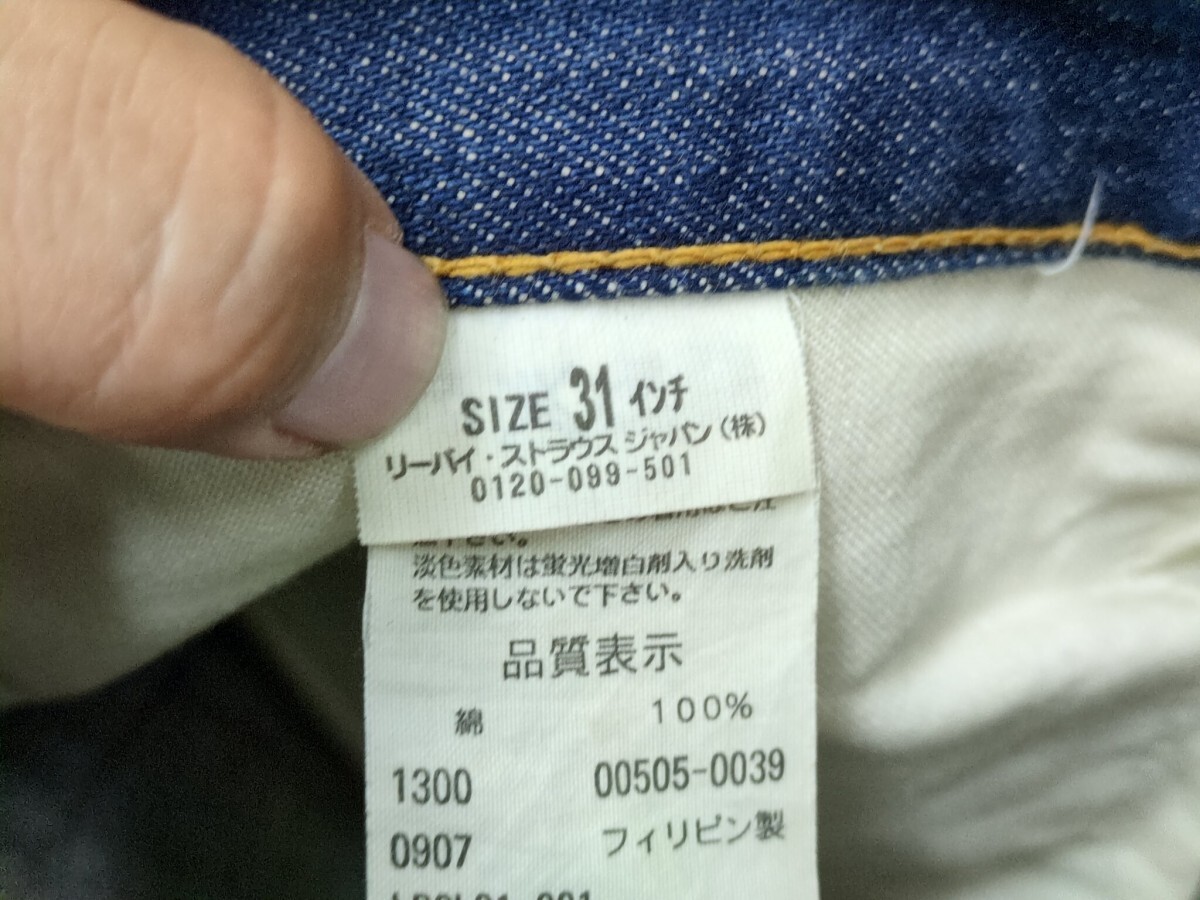 SIZE 31 インチ
リーバイ・ストラウス ジャパン(株)
0120-099-501
下さい。
淡色素材は蛍光増白剤入り洗剤
を使用しないで下さい。
品質表示
綿 100%
1300 00505-0039
0907 フィリピン製